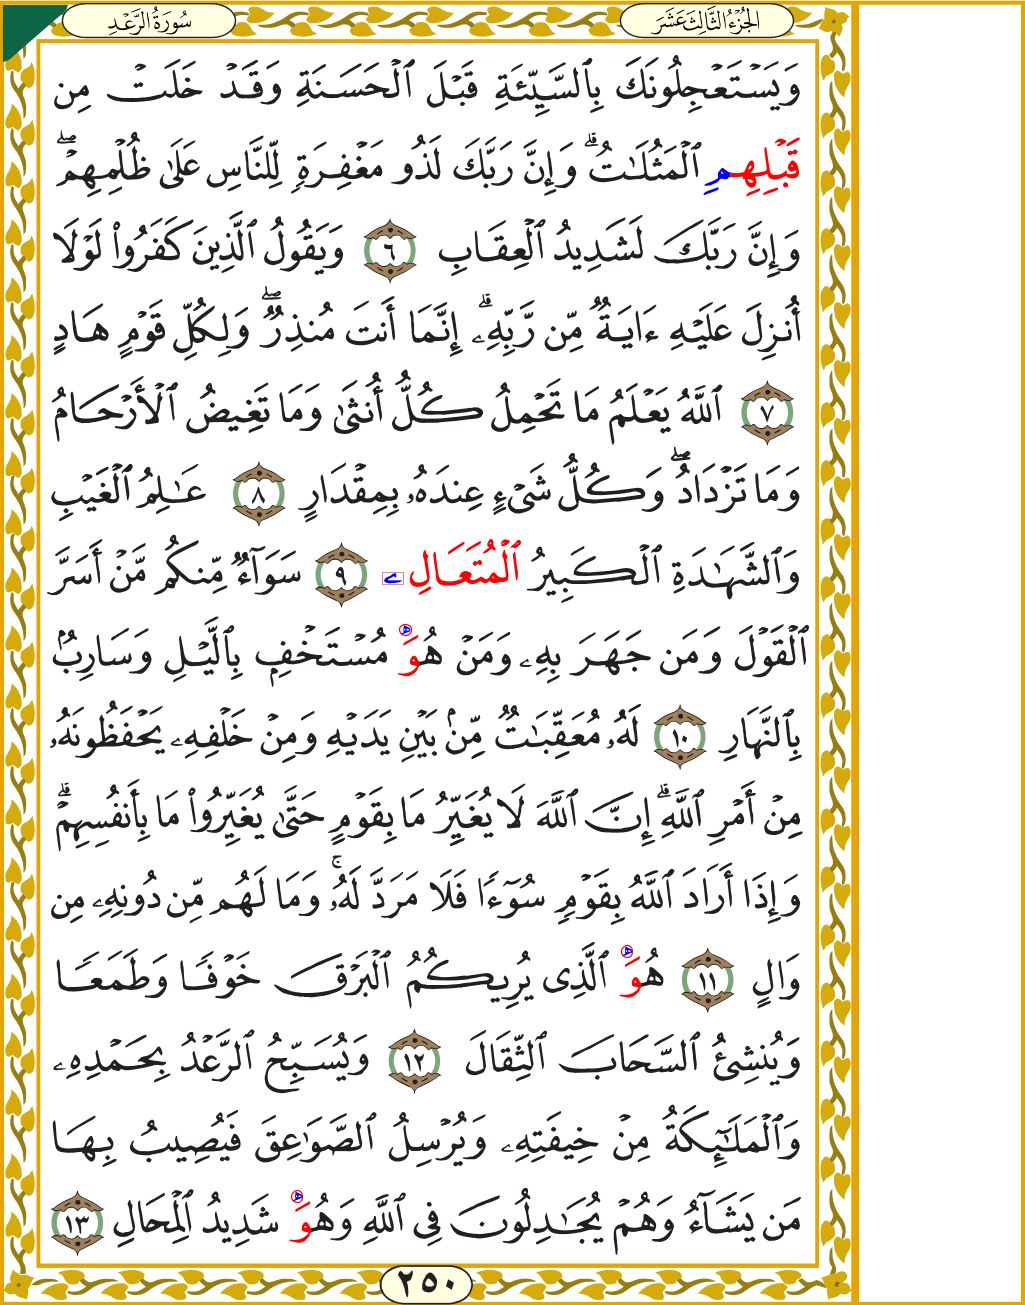 سُورَةُ الرَّعْدِ
الجُزْءُ الثَّالِثَ عَشَرَ
وَيَسْتَعْجِلُونَكَ بِٱلسَّيِّئَةِ قَبْلَ ٱلْحَسَنَةِ وَقَدْ خَلَتْ مِن
قَبْلِهِمِ ٱلْمَثُلَٰتُ ۗ وَإِنَّ رَبَّكَ لَذُو مَغْفِرَةٍ لِّلنَّاسِ عَلَىٰ ظُلْمِهِمْ ۖ
وَإِنَّ رَبَّكَ لَشَدِيدُ ٱلْعِقَابِ ٦ وَيَقُولُ ٱلَّذِينَ كَفَرُوا۟ لَوْلَا
أُنزِلَ عَلَيْهِ ءَايَةٌ مِّن رَّبِّهِۦٓ ۗ إِنَّمَا أَنتَ مُنذِرٌ ۖ وَلِكُلِّ قَوْمٍ هَادٍ
٧ ٱللَّهُ يَعْلَمُ مَا تَحْمِلُ كُلُّ أُنثَىٰ وَمَا تَغِيضُ ٱلْأَرْحَامُ
وَمَا تَزْدَادُ ۖ وَكُلُّ شَىْءٍ عِندَهُۥ بِمِقْدَارٍ ٨ عَٰلِمُ ٱلْغَيْبِ
وَٱلشَّهَٰدَةِ ٱلْكَبِيرُ ٱلْمُتَعَالِے ٩ سَوَآءٌ مِّنكُم مَّنْ أَسَرَّ
ٱلْقَوْلَ وَمَن جَهَرَ بِهِۦ وَمَنْ هُوَ مُسْتَخْفٍۭ بِٱلَّيْلِ وَسَارِبٌۢ
بِٱلنَّهَارِ ١٠ لَهُۥ مُعَقِّبَٰتٌ مِّنۢ بَيْنِ يَدَيْهِ وَمِنْ خَلْفِهِۦ يَحْفَظُونَهُۥ
مِنْ أَمْرِ ٱللَّهِ ۗ إِنَّ ٱللَّهَ لَا يُغَيِّرُ مَا بِقَوْمٍ حَتَّىٰ يُغَيِّرُوا۟ مَا بِأَنفُسِهِمْ ۗ
وَإِذَا أَرَادَ ٱللَّهُ بِقَوْمٍ سُوٓءًا فَلَا مَرَدَّ لَهُۥ ۚ وَمَا لَهُم مِّن دُونِهِۦ مِن
وَالٍ ١١ هُوَ ٱلَّذِى يُرِيكُمُ ٱلْبَرْقَ خَوْفًا وَطَمَعًا
وَيُنشِئُ ٱلسَّحَابَ ٱلثِّقَالَ ١٢ وَيُسَبِّحُ ٱلرَّعْدُ بِحَمْدِهِۦ
وَٱلْمَلَٰٓئِكَةُ مِنْ خِيفَتِهِۦ وَيُرْسِلُ ٱلصَّوَٰعِقَ فَيُصِيبُ بِهَا
مَن يَشَآءُ وَهُمْ يُجَٰدِلُونَ فِى ٱللَّهِ وَهُوَ شَدِيدُ ٱلْمِحَالِ ١٣
٢٥٠